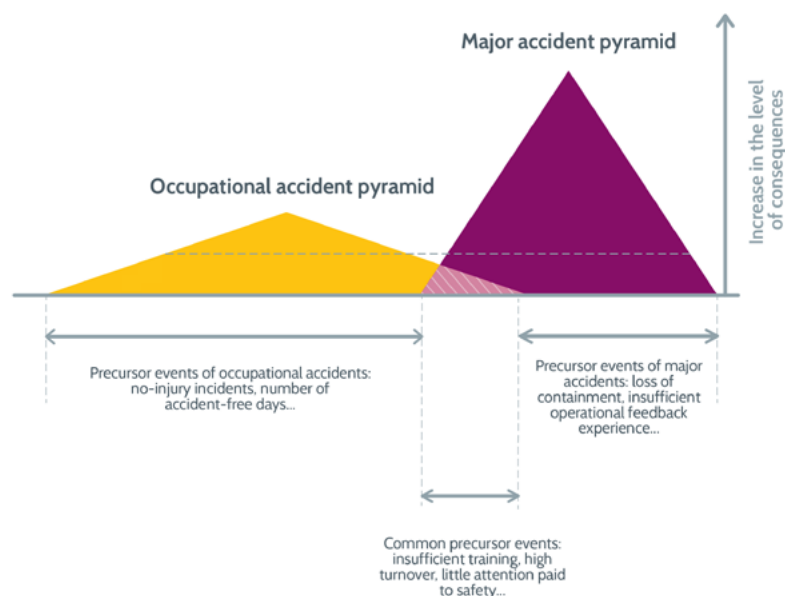 Major accident pyramid
Increase in the level
of consequences
Occupational accident pyramid
Precursor events of occupational accidents:
no-injury incidents, number of
accident-free days...
Precursor events of major
accidents: loss of
containment, insufficient
operational feedback
experience...
Common precursor events:
insufficient training, high
turnover, little attention paid
to safety...